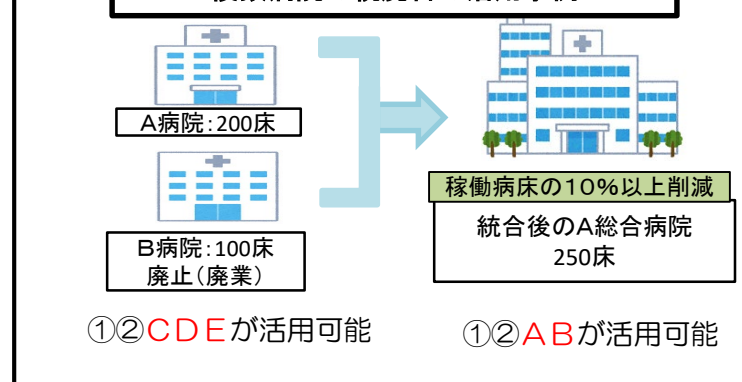 A病院:200床
B病院:100床
廃止(廃業)
稼働病床の10%以上削減
統合後のA総合病院
250床
①②CDEが活用可能
①②ABが活用可能